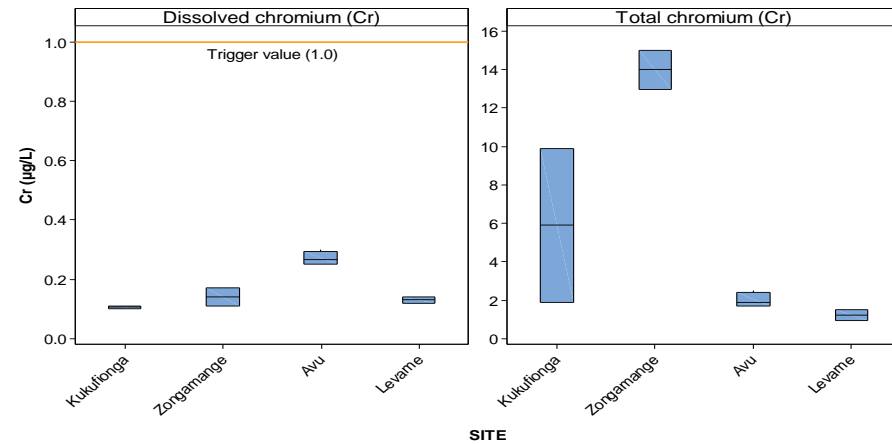 Dissolved chromium (Cr)
Total chromium (Cr)
Trigger value (1.0)
Cr (µg/L)
1.0
0.8
0.6
0.4
0.2
0.0
16
14
12
10
8
6
4
2
0
Kukufionga
Zongamange
Avu
Levame
Kukufionga
Zongamange
Avu
Levame
SITE